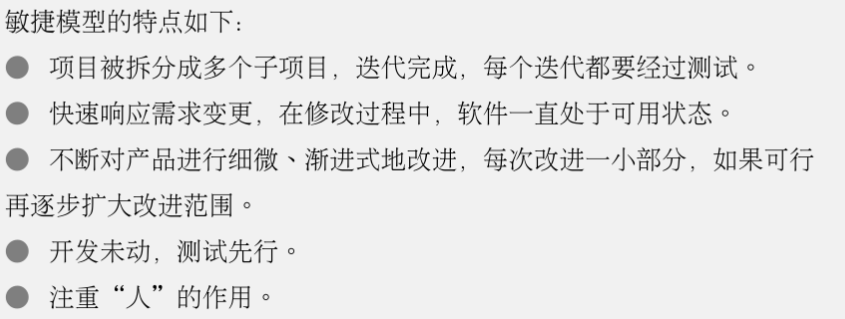 敏捷模型的特点如下:
● 项目被拆分成多个子项目，迭代完成，每个迭代都要经过测试。
● 快速响应需求变更，在修改过程中，软件一直处于可用状态。
● 不断对产品进行细微、渐进式地改进，每次改进一小部分，如果可行
再逐步扩大改进范围。
● 开发未动，测试先行。
● 注重“人”的作用。